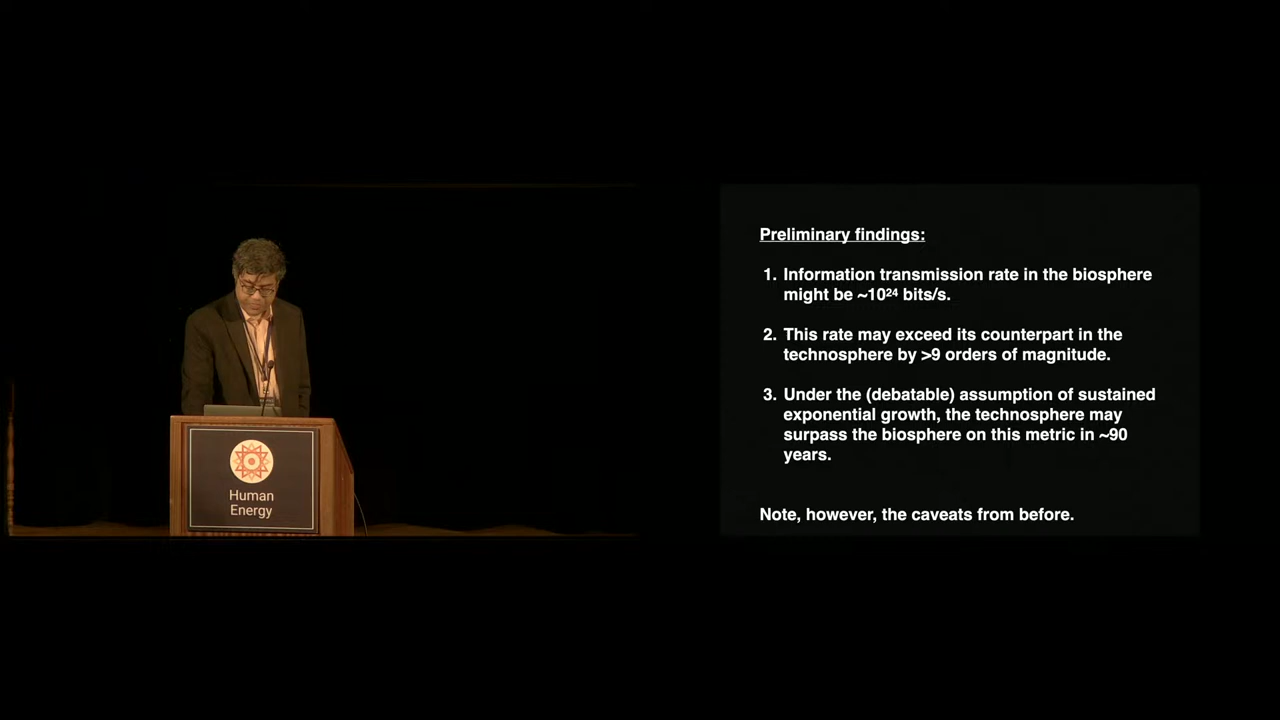 Human
Energy
Preliminary findings:
1. Information transmission rate in the biosphere
might be ~10²⁴ bits/s.
2. This rate may exceed its counterpart in the
technosphere by >9 orders of magnitude.
3. Under the (debatable) assumption of sustained
exponential growth, the technosphere may
surpass the biosphere on this metric in ~90
years.
Note, however, the caveats from before.